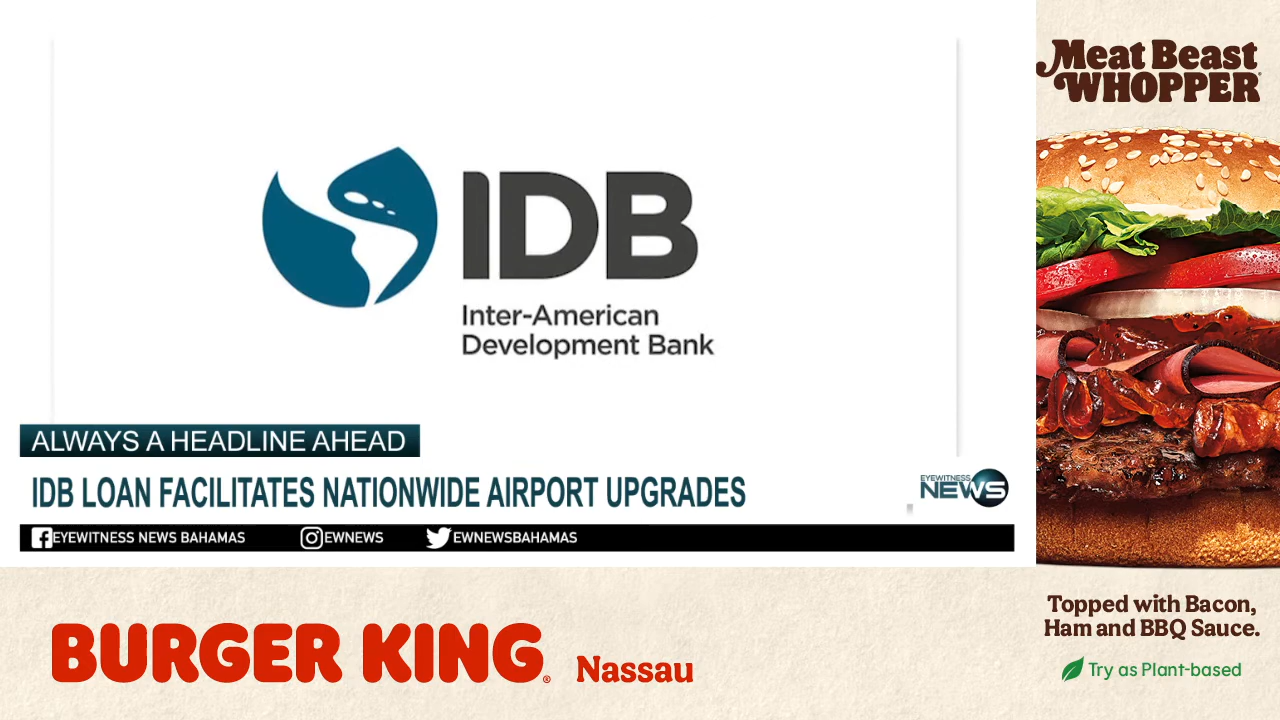 Meat Beast
WHOPPER
IDB
Inter-American
Development Bank
ALWAYS A HEADLINE AHEAD
IDB LOAN FACILITATES NATIONWIDE AIRPORT UPGRADES
EYEWITNESS
NEWS
EYEWITNESS NEWS BAHAMAS
EWNEWS
EWNEWSBAHAMAS
Topped with Bacon,
Ham and BBQ Sauce.
Try as Plant-based
BURGER KING® Nassau